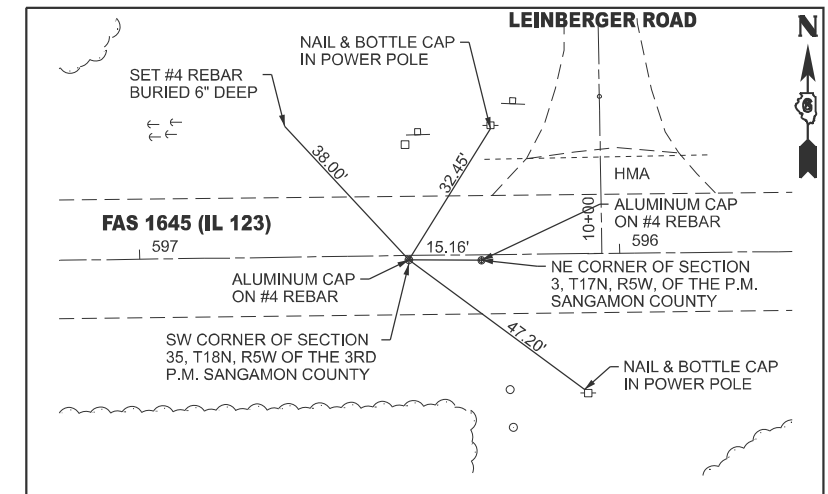 LEINBERGER ROAD
N
NAIL & BOTTLE CAP
IN POWER POLE
SET #4 REBAR
BURIED 6" DEEP
6
38.00'
32.45'
HMA
ALUMINUM CAP
ON #4 REBAR
FAS 1645 (IL 123)
597
15.16'
10+00
596
ALUMINUM CAP
ON #4 REBAR
NE CORNER OF SECTION
3, T17N, R5W, OF THE P.M.
SANGAMON COUNTY
SW CORNER OF SECTION
35, T18N, R5W OF THE 3RD
P.M. SANGAMON COUNTY
47.20'
NAIL & BOTTLE CAP
IN POWER POLE